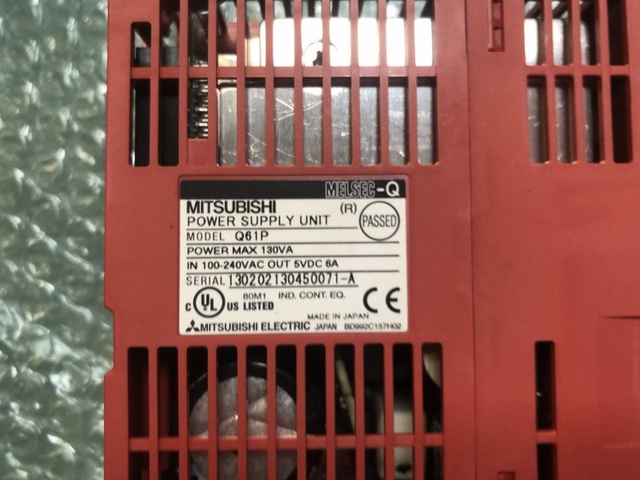 MELSEC-Q
MITSUBISHI (R)
POWER SUPPLY UNIT PASSED
MODEL Q61P
POWER MAX 130VA
IN 100-240VAC OUT 5VDC 6A
SERIAL 130202130450071-A
C UL US LISTED 80M1 IND. CONT. EQ. CE
MADE IN JAPAN
MITSUBISHI ELECTRIC JAPAN BD992C157H02